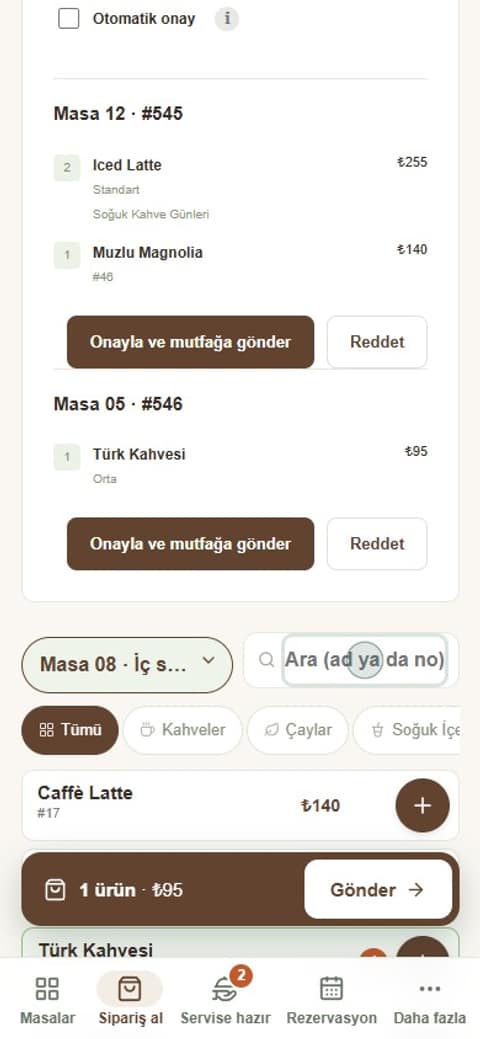 Otomatik onay
Masa 12 · #545
2 Iced Latte ₺255
Standart
Soğuk Kahve Günleri
1 Muzlu Magnolia ₺140
#46
Onayla ve mutfağa gönder Reddet
Masa 05 · #546
1 Türk Kahvesi ₺95
Orta
Onayla ve mutfağa gönder Reddet
Masa 08 · İç s... Ara (ad ya da no)
Tümü Kahveler Çaylar Soğuk İçe
Caffè Latte ₺140
#17
1 ürün · ₺95 Gönder
Türk Kahvesi
2
Masalar Sipariş al Servise hazır Rezervasyon Daha fazla